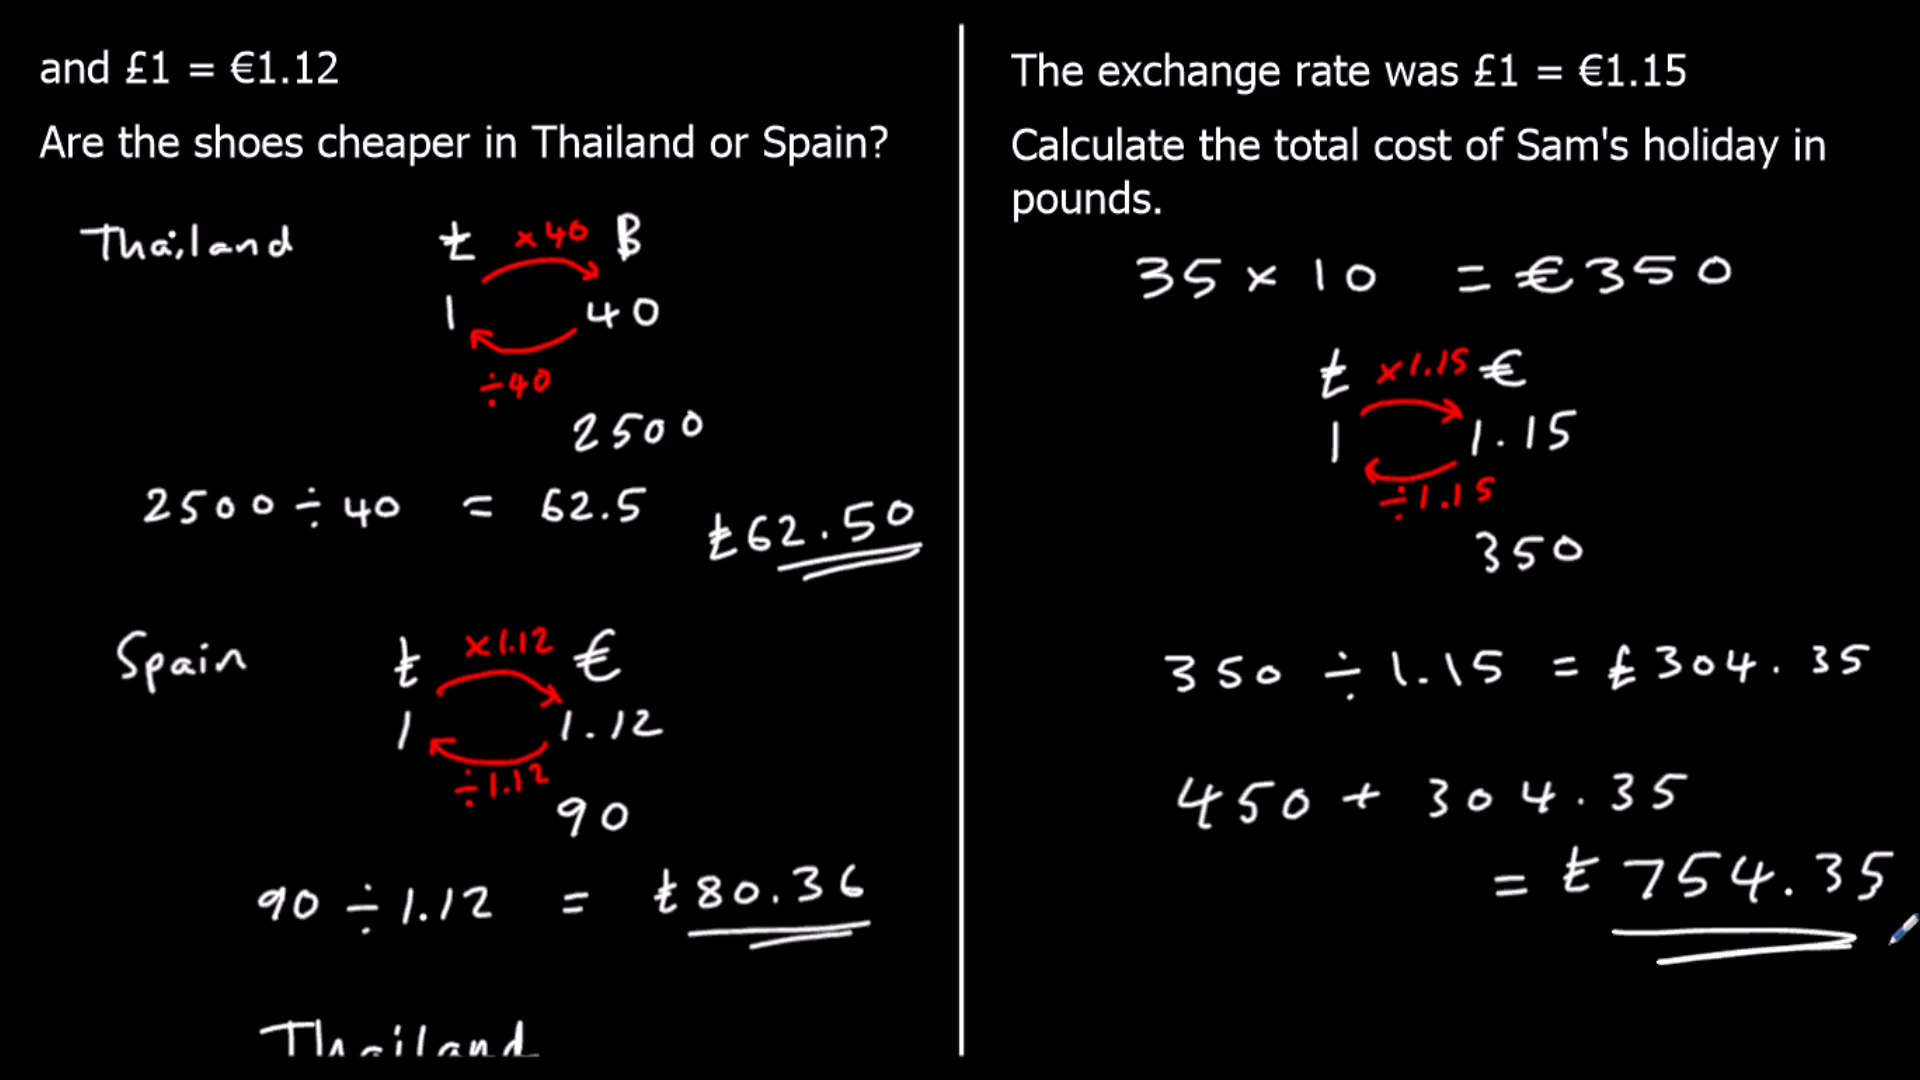 and £1 = €1.12
Are the shoes cheaper in Thailand or Spain?
Thailand £ ×40 ฿
1 40
÷40
2500
2500 ÷ 40 = 62.5 £62.50
Spain £ ×1.12 €
1 1.12
÷1.12
90
90 ÷ 1.12 = £80.36
Thailand
The exchange rate was £1 = €1.15
Calculate the total cost of Sam's holiday in
pounds.
35 × 10 = €350
£ ×1.15 €
1 1.15
÷1.15
350
350 ÷ 1.15 = £304.35
450 + 304.35
= £754.35